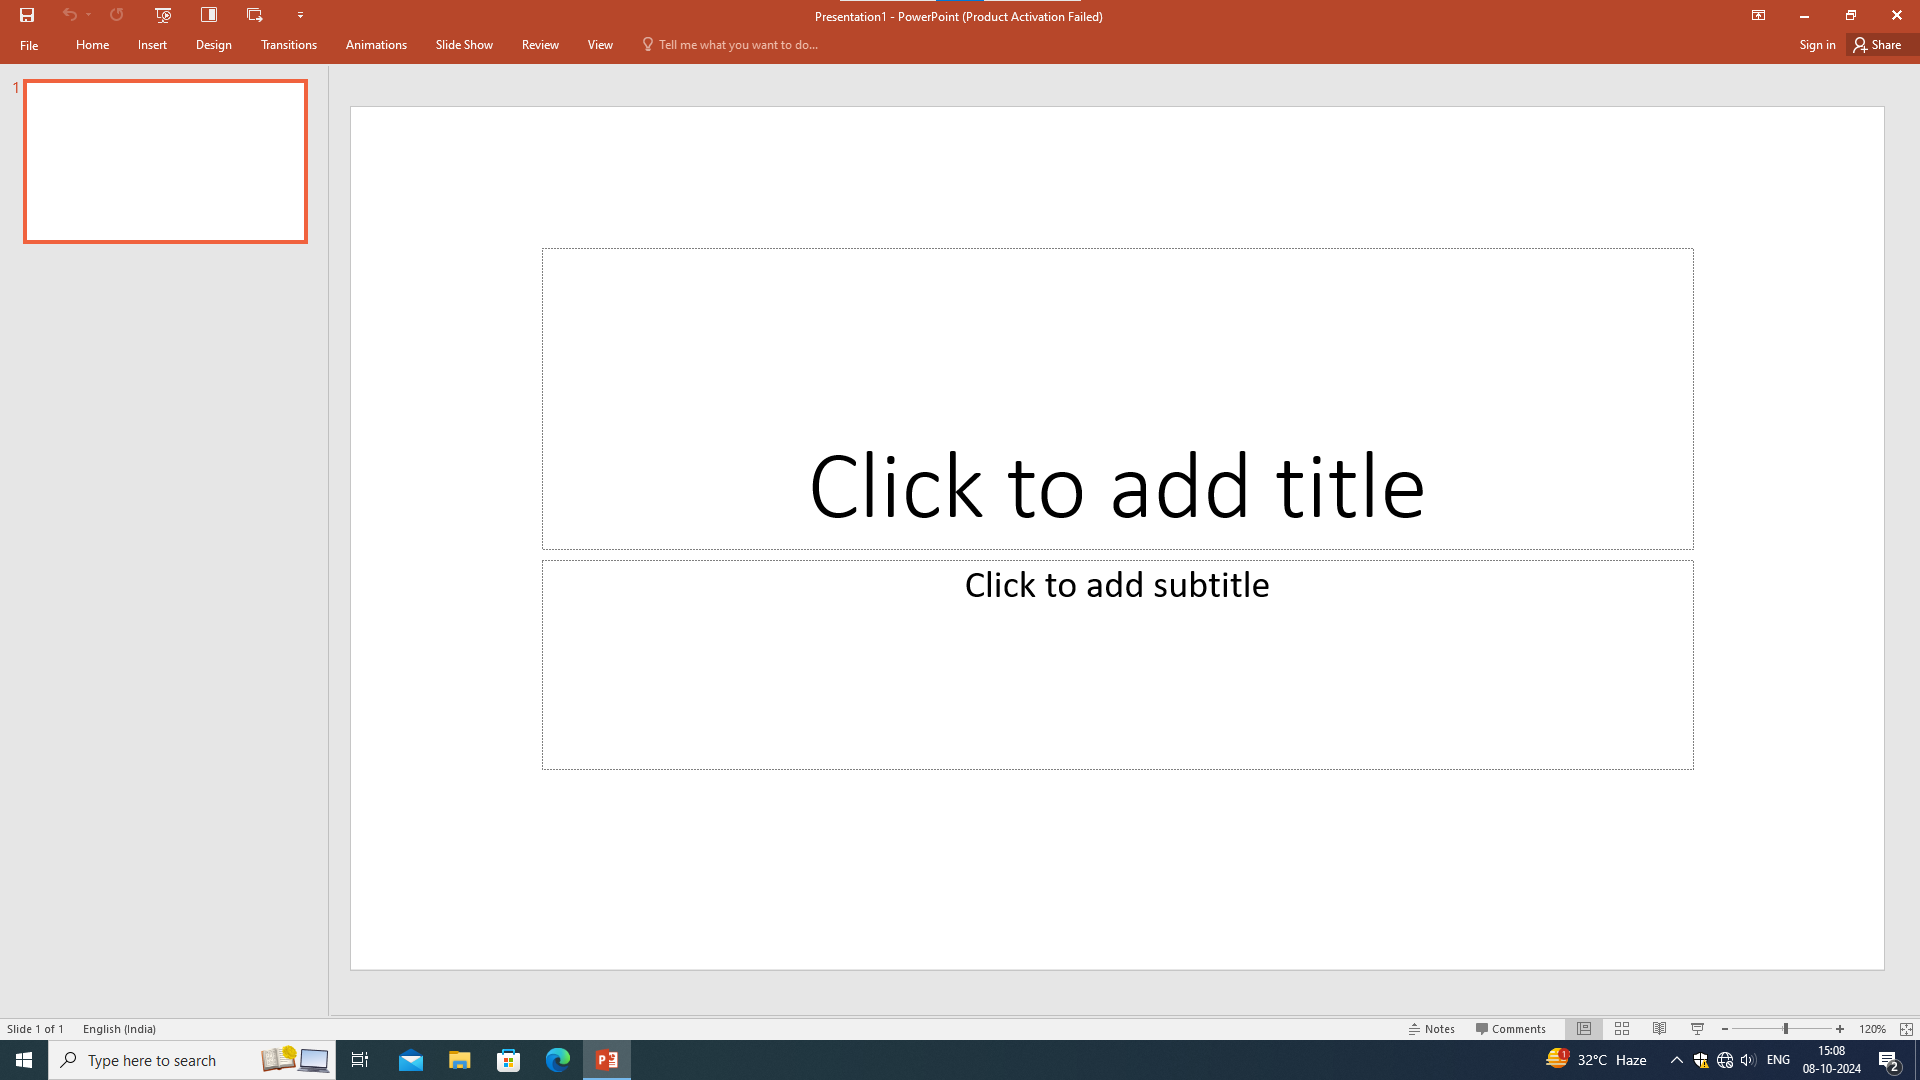 Presentation1 - PowerPoint (Product Activation Failed)
File Home Insert Design Transitions Animations Slide Show Review View Tell me what you want to do... Sign in Share
1
Click to add title
Click to add subtitle
Slide 1 of 1 English (India) Notes Comments 120%
Type here to search 1 32°C Haze ENG 15:08
08-10-2024 2